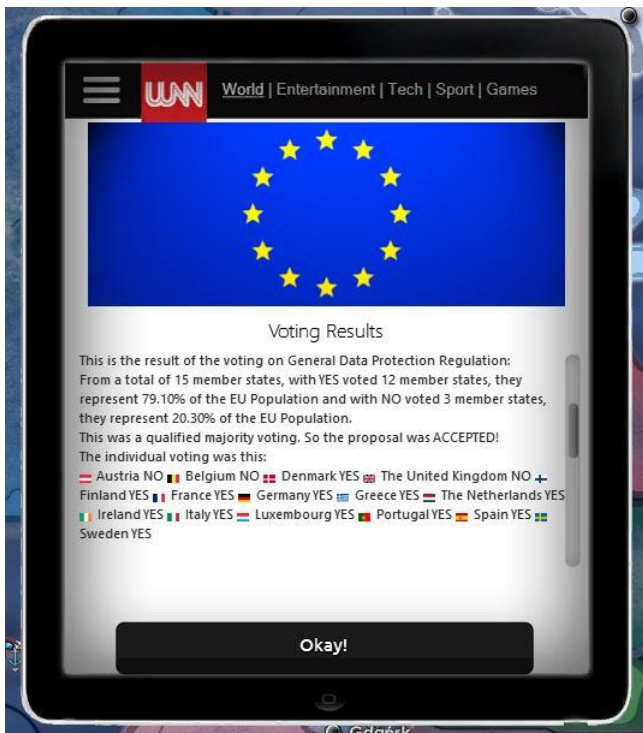 WNN World | Entertainment | Tech | Sport | Games
Voting Results
This is the result of the voting on General Data Protection Regulation:
From a total of 15 member states, with YES voted 12 member states, they
represent 79.10% of the EU Population and with NO voted 3 member states,
they represent 20.30% of the EU Population.
This was a qualified majority voting. So the proposal was ACCEPTED!
The individual voting was this:
Austria NO Belgium NO Denmark YES The United Kingdom NO
Finland YES France YES Germany YES Greece YES The Netherlands YES
Ireland YES Italy YES Luxembourg YES Portugal YES Spain YES
Sweden YES
Okay!
Gdańsk